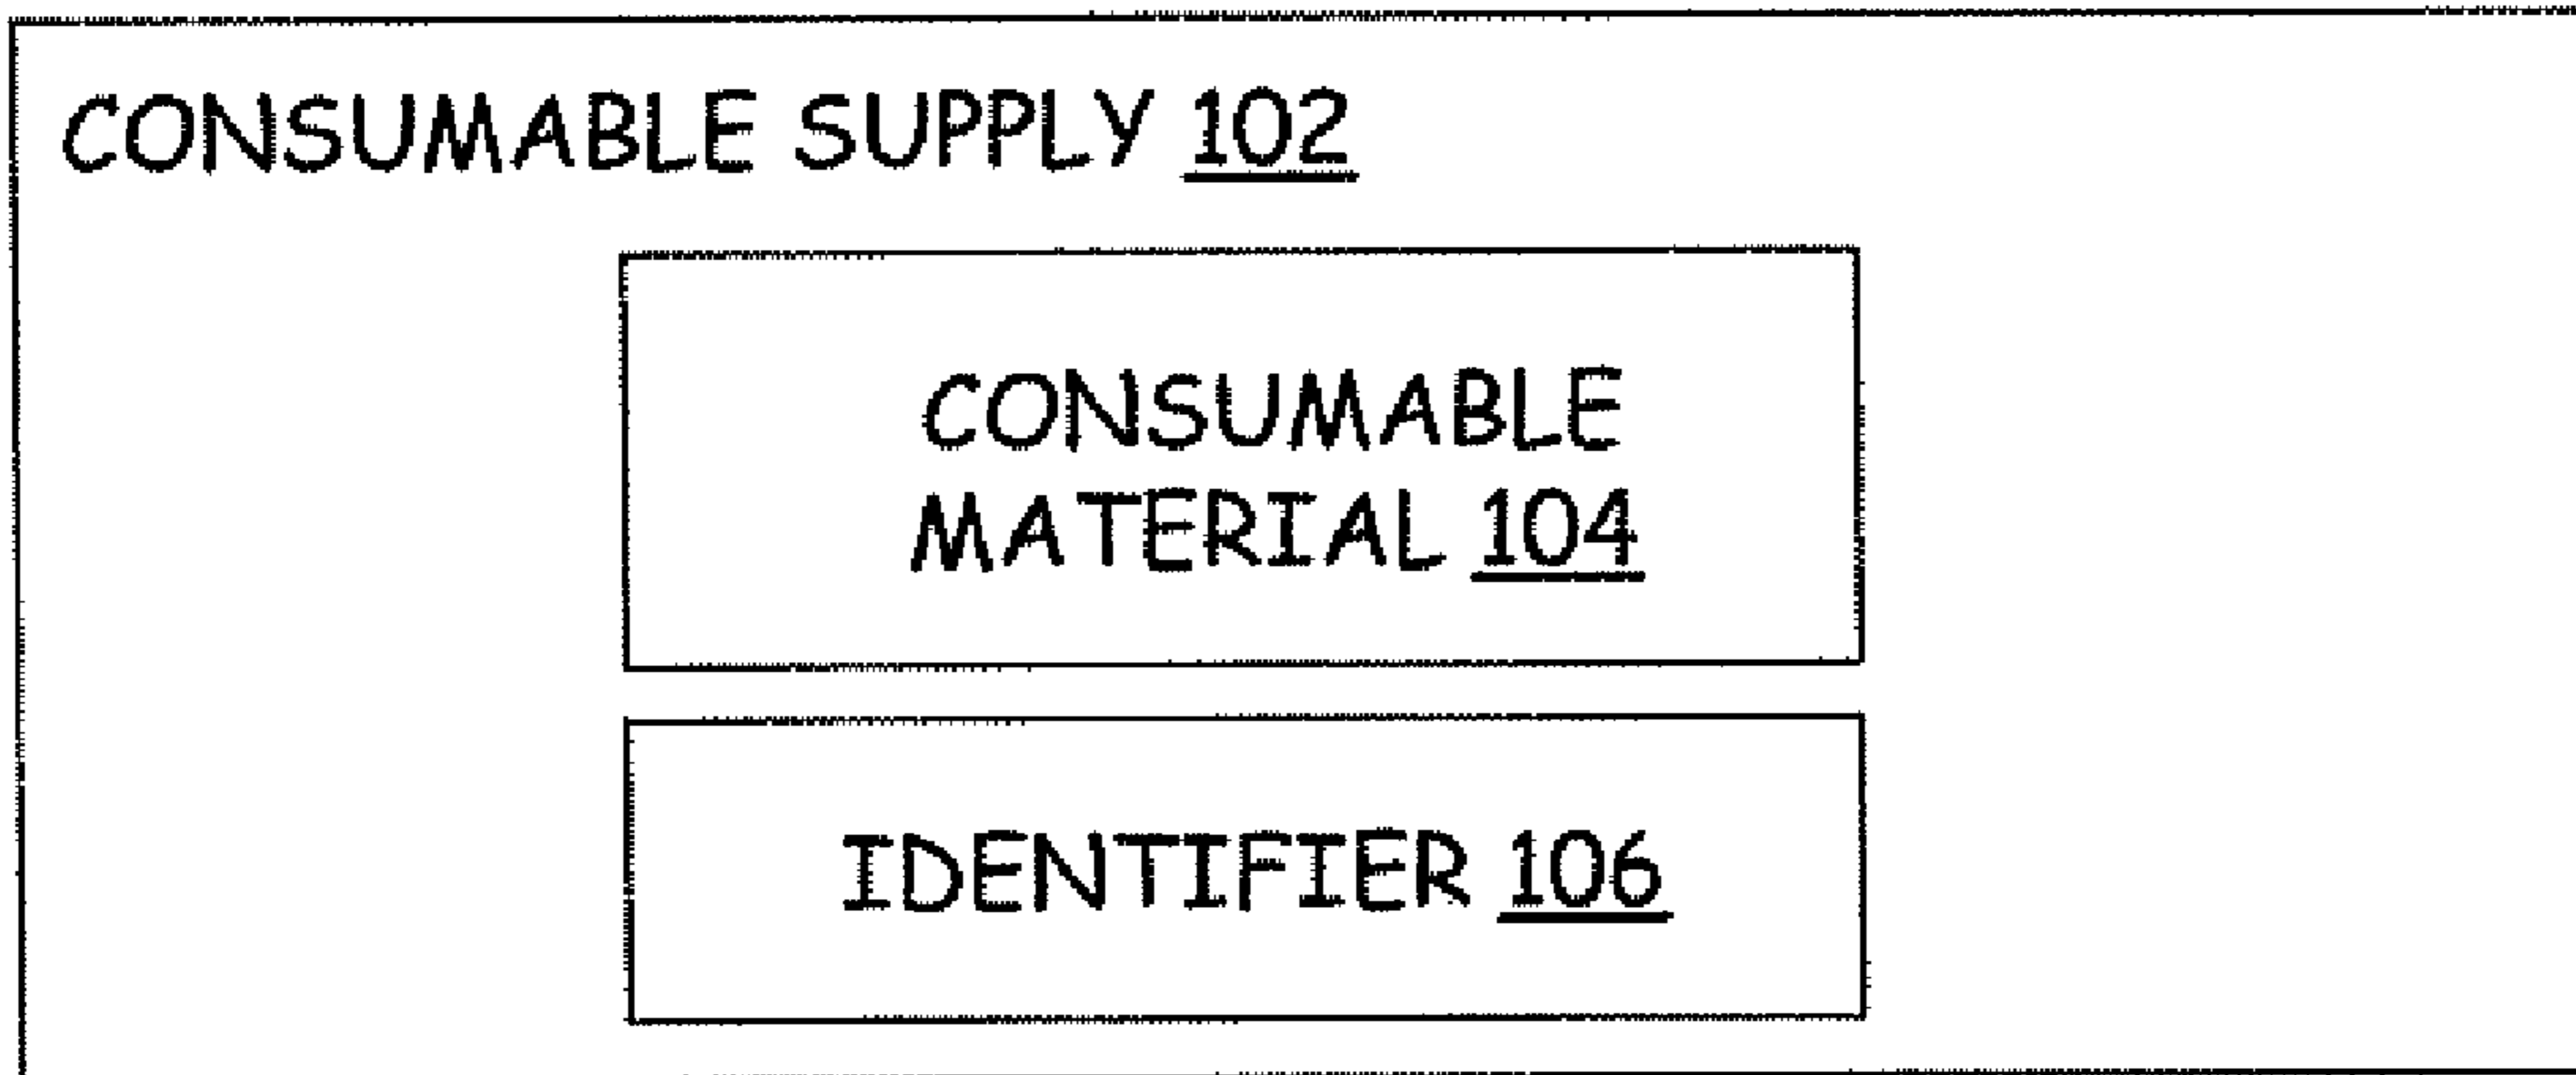 CONSUMABLE SUPPLY 102
CONSUMABLE
MATERIAL 104
IDENTIFIER 106